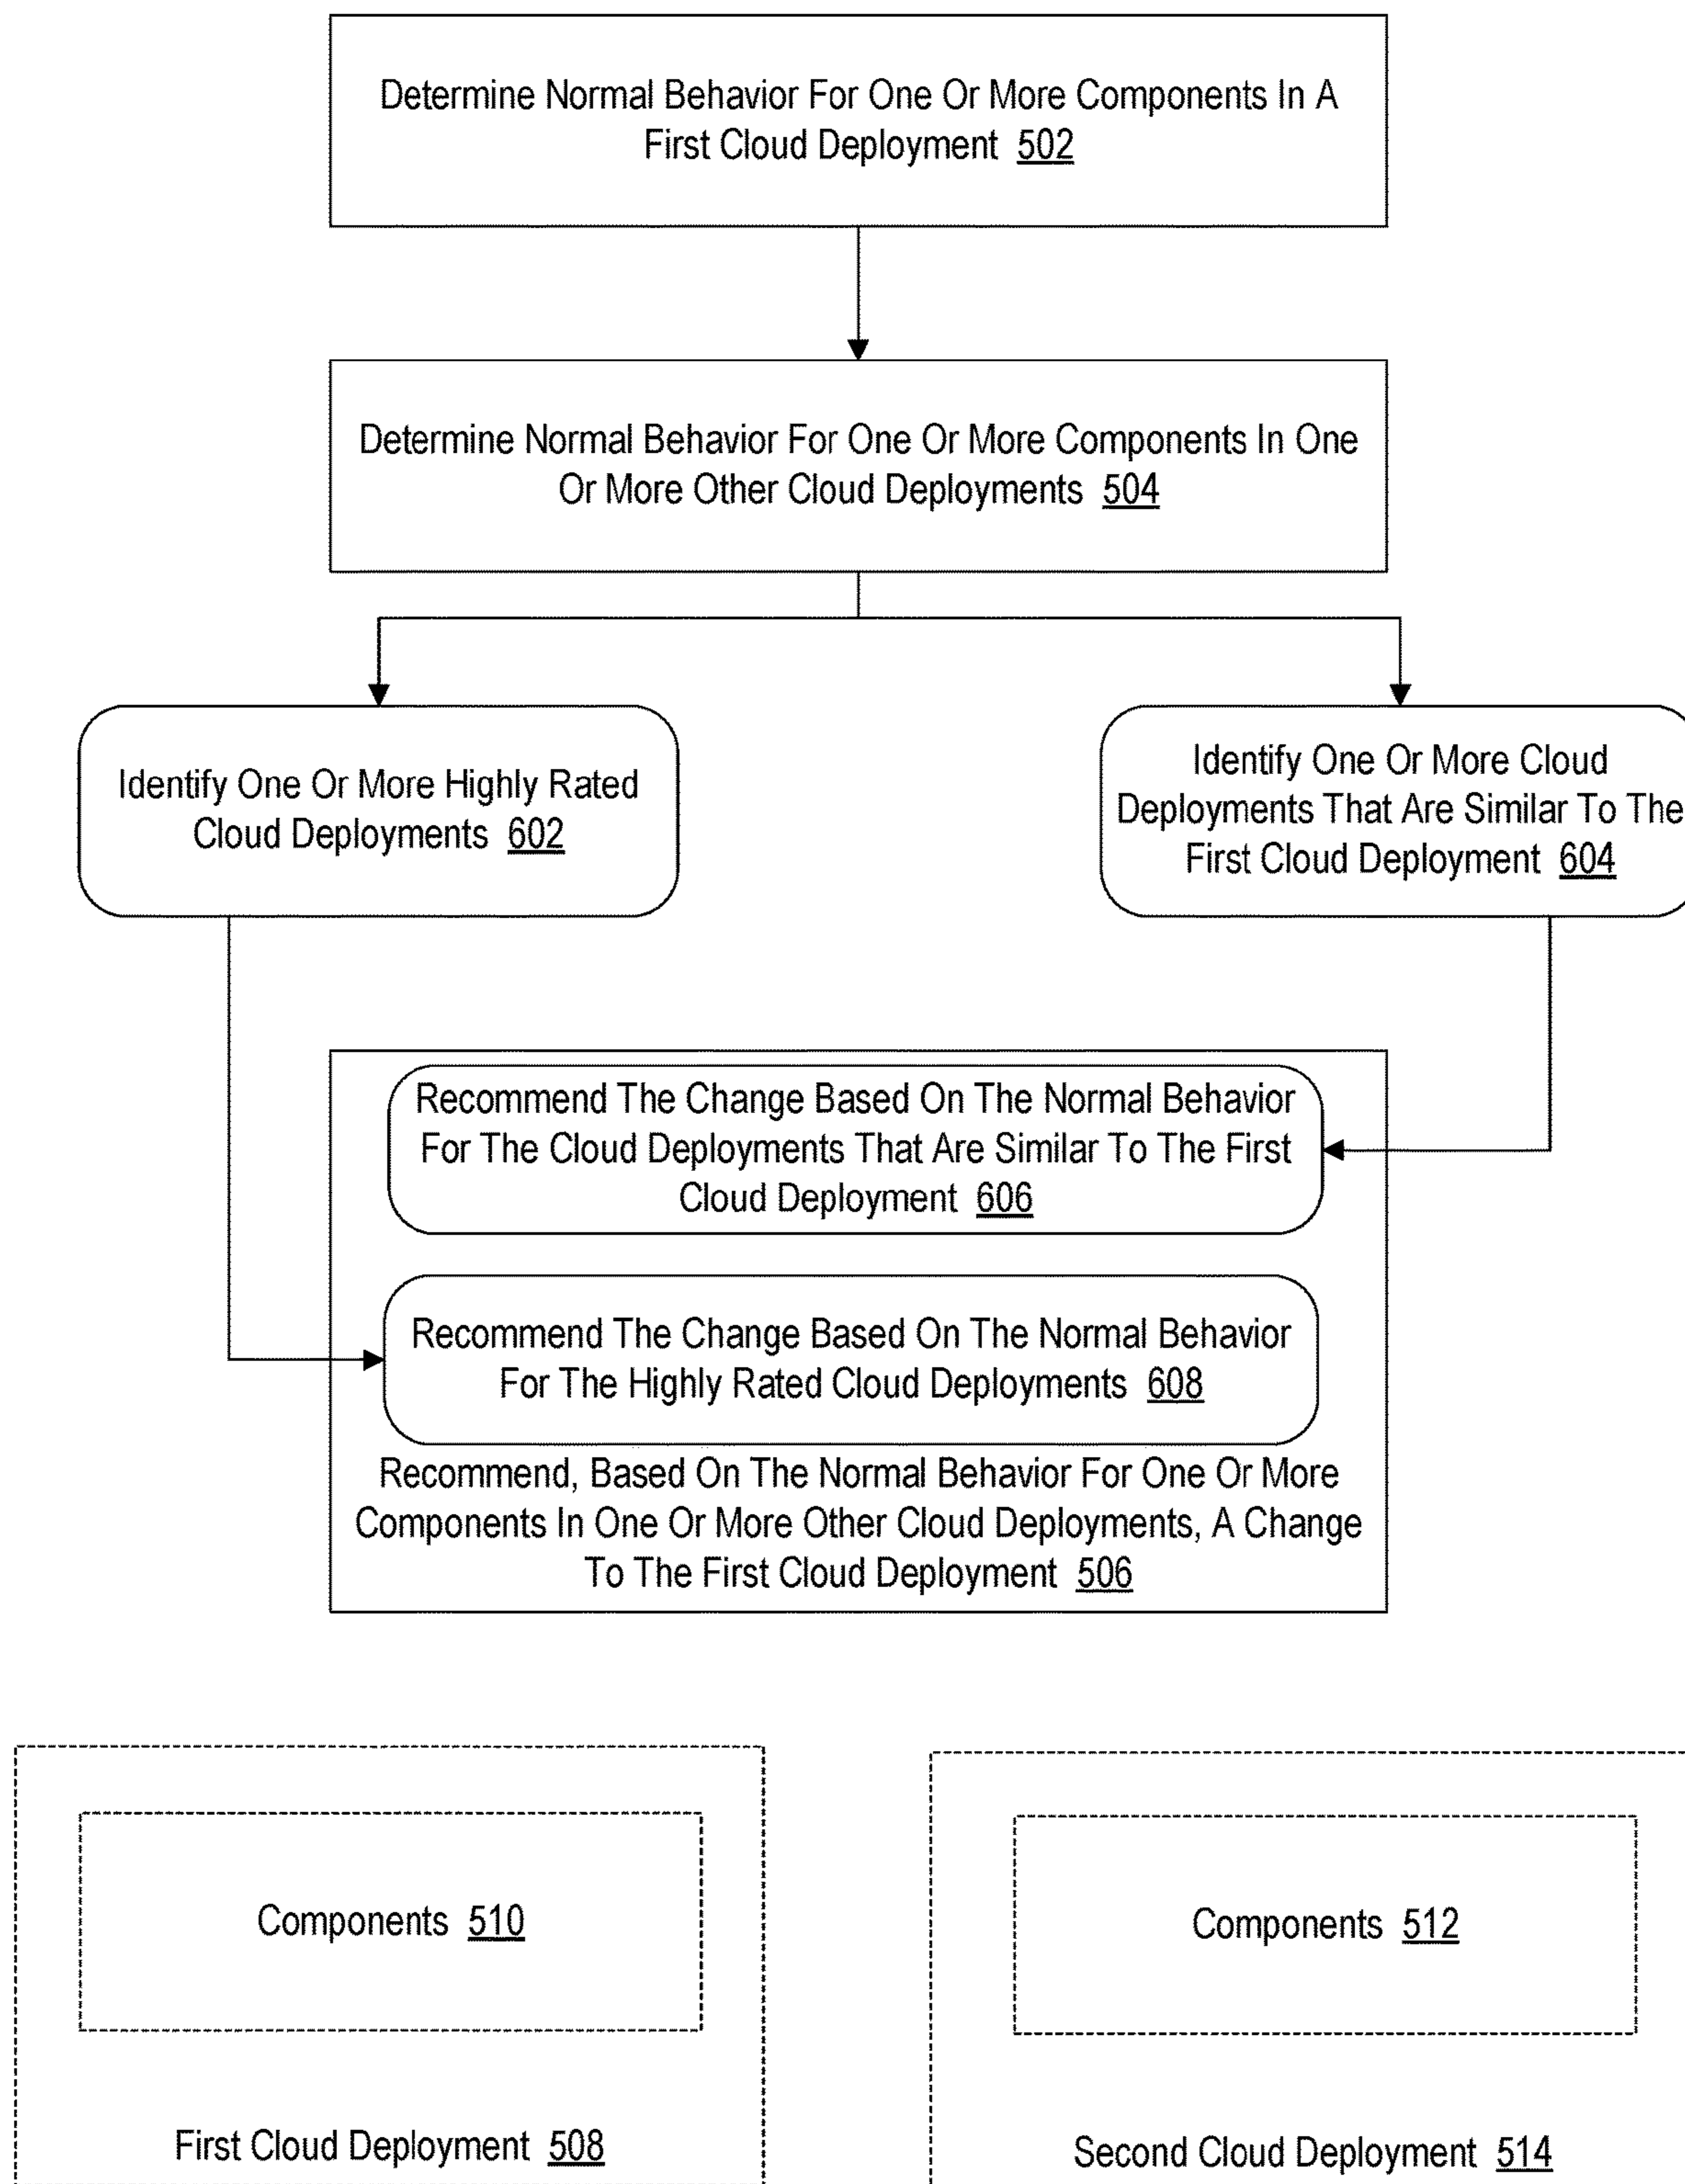 Determine Normal Behavior For One Or More Components In A
First Cloud Deployment 502
Determine Normal Behavior For One Or More Components In One
Or More Other Cloud Deployments 504
Identify One Or More Highly Rated
Cloud Deployments 602
Identify One Or More Cloud
Deployments That Are Similar To The
First Cloud Deployment 604
Recommend The Change Based On The Normal Behavior
For The Cloud Deployments That Are Similar To The First
Cloud Deployment 606
Recommend The Change Based On The Normal Behavior
For The Highly Rated Cloud Deployments 608
Recommend, Based On The Normal Behavior For One Or More
Components In One Or More Other Cloud Deployments, A Change
To The First Cloud Deployment 506
Components 510
First Cloud Deployment 508
Components 512
Second Cloud Deployment 514